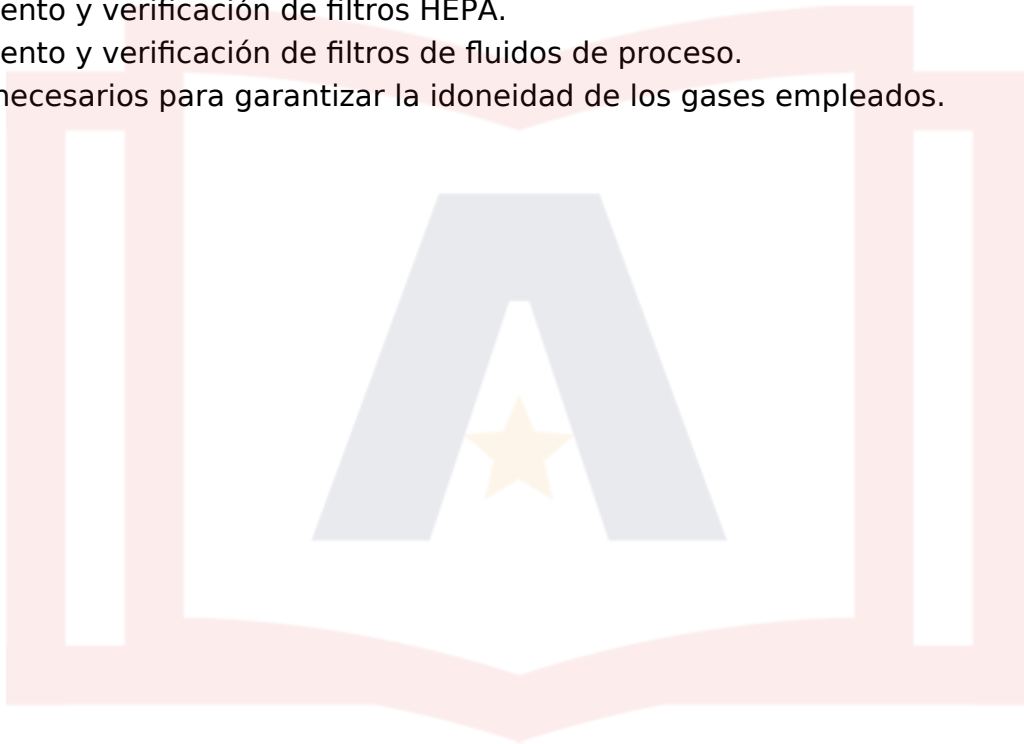 ento y verificación de filtros HEPA.
ento y verificación de filtros de fluidos de proceso.
necesarios para garantizar la idoneidad de los gases empleados.